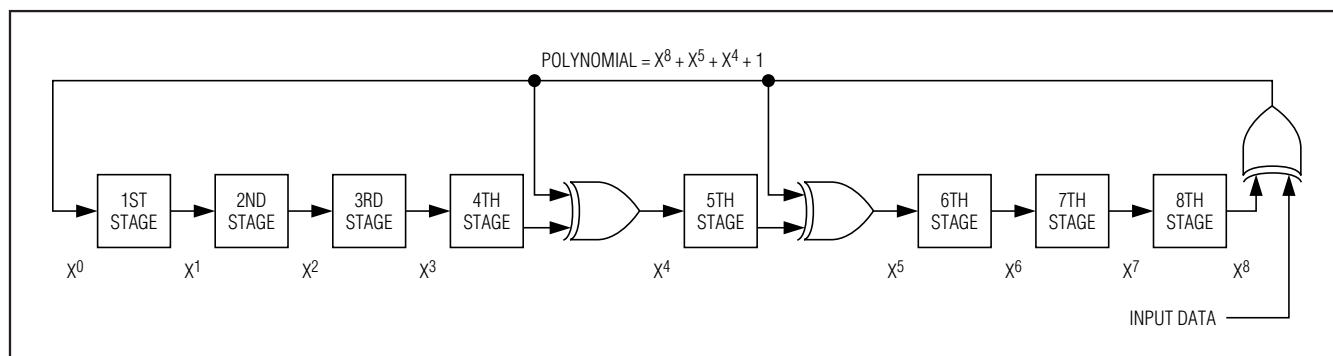 POLYNOMIAL = X⁸ + X⁵ + X⁴ + 1
1ST
STAGE
2ND
STAGE
3RD
STAGE
4TH
STAGE
5TH
STAGE
6TH
STAGE
7TH
STAGE
8TH
STAGE
X⁰
X¹
X²
X³
X⁴
X⁵
X⁶
X⁷
X⁸
INPUT DATA